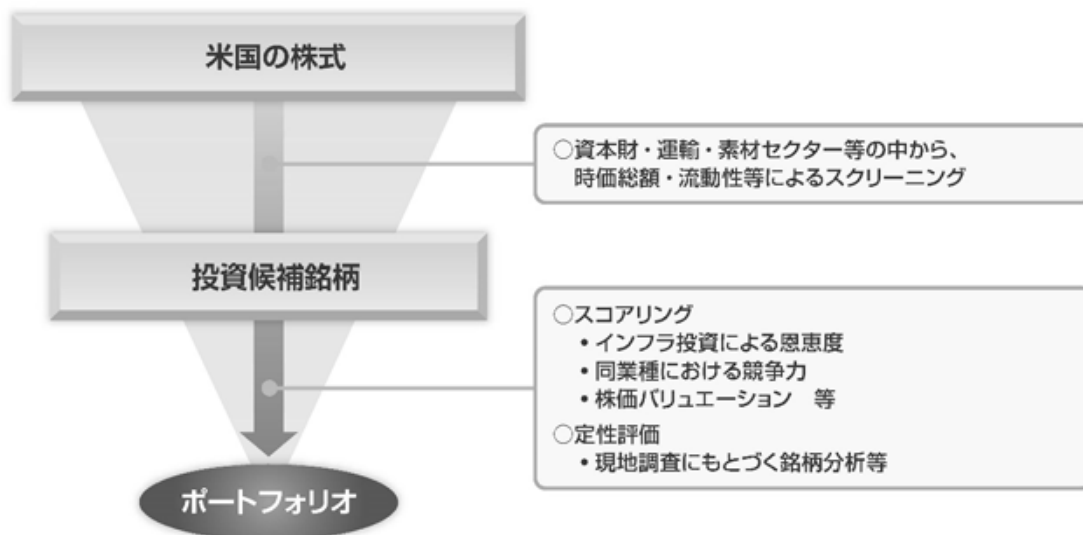 米国の株式
○資本財・運輸・素材セクター等の中から、
時価総額・流動性等によるスクリーニング
投資候補銘柄
○スコアリング
•インフラ投資による恩恵度
•同業種における競争力
•株価バリュエーション　等
○定性評価
•現地調査にもとづく銘柄分析等
ポートフォリオ